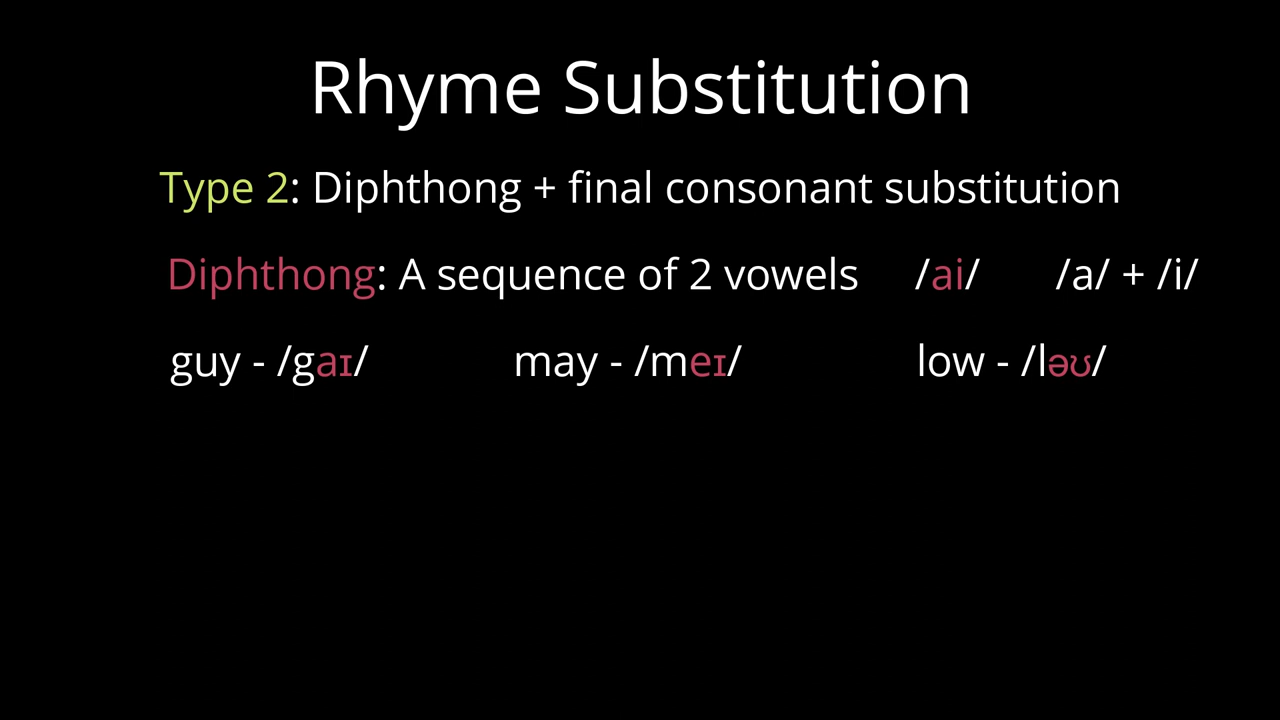 Rhyme Substitution
Type 2: Diphthong + final consonant substitution
Diphthong: A sequence of 2 vowels /ai/ /a/ + /i/
guy - /gaɪ/ may - /meɪ/ low - /ləʊ/